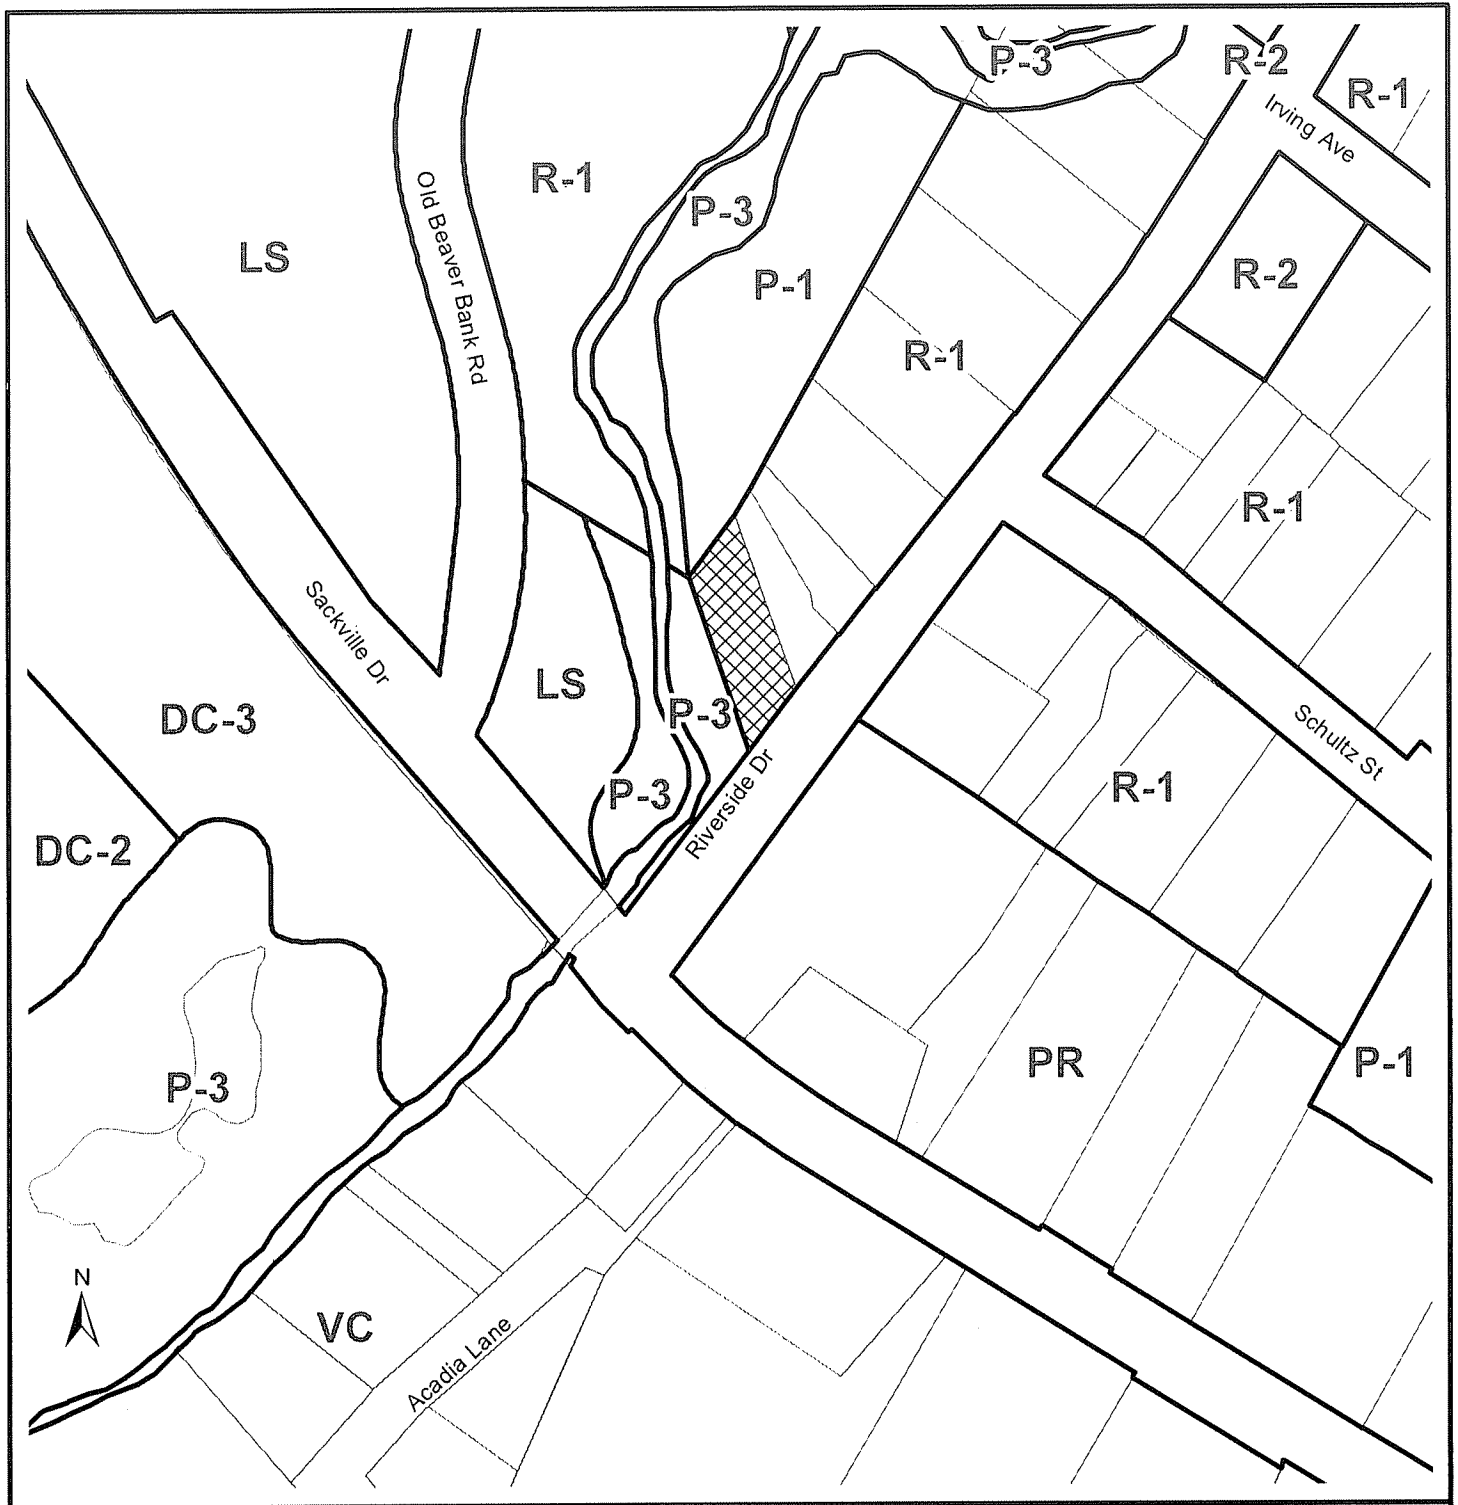 P-3
R-2
R-1
Irving Ave
R-1
Old Beaver Bank Rd
P-3
LS
P-1
R-2
R-1
R-1
Sackville Dr
LS
P-3
DC-3
Schultz St
R-1
P-3
Riverside Dr
DC-2
PR
P-1
P-3
N
VC
Acadia Lane